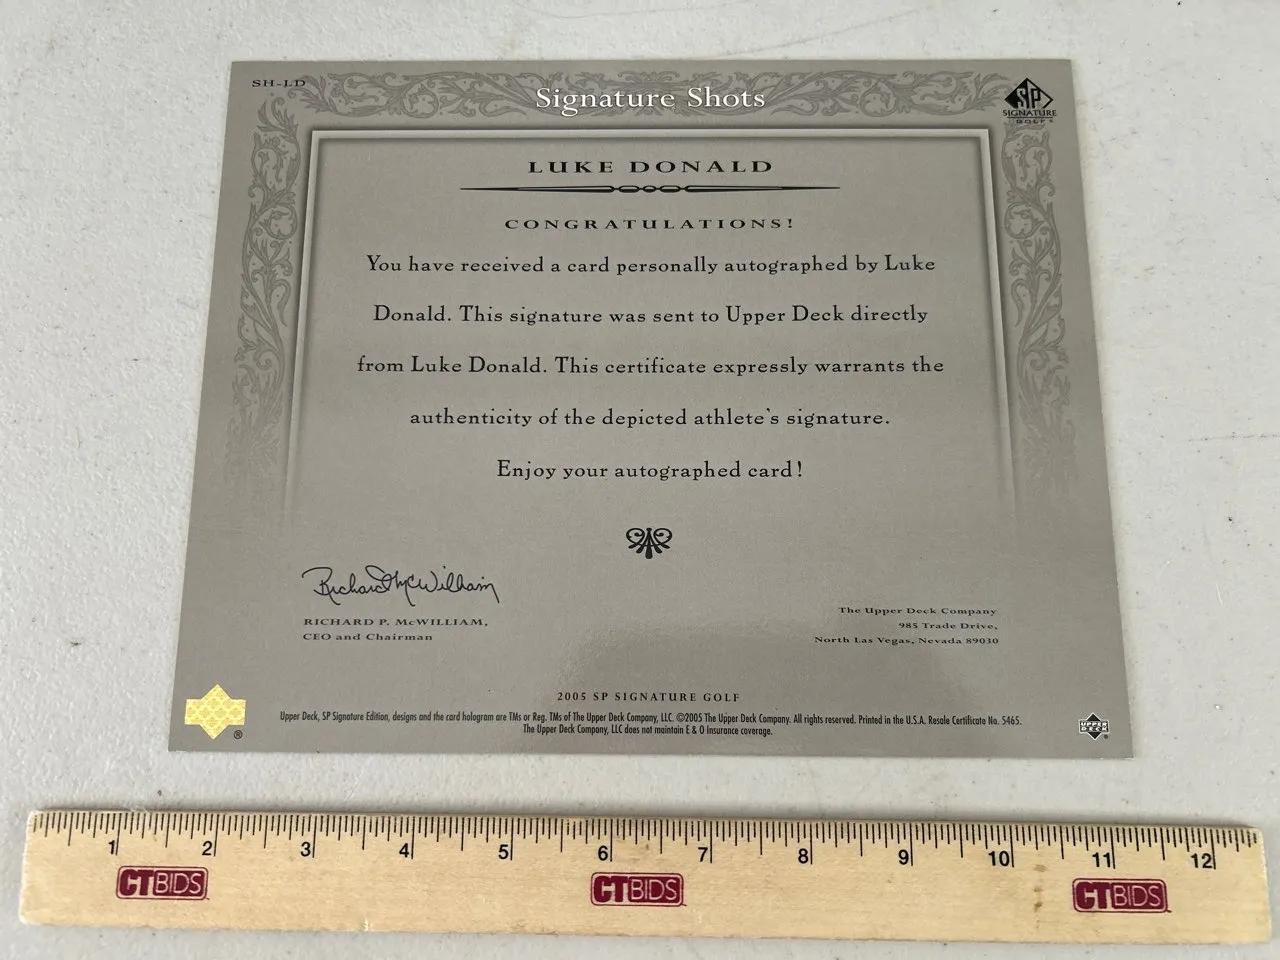 SH-LD
Signature Shots
SP
SIGNATURE
GOLF
LUKE DONALD
CONGRATULATIONS!
You have received a card personally autographed by Luke
Donald. This signature was sent to Upper Deck directly
from Luke Donald. This certificate expressly warrants the
authenticity of the depicted athlete's signature.
Enjoy your autographed card!
Richard McWilliam
RICHARD P. McWILLIAM,
CEO and Chairman
The Upper Deck Company
985 Trade Drive,
North Las Vegas, Nevada 89030
2005 SP SIGNATURE GOLF
Upper Deck, SP Signature Edition, designs and the card hologram are TMs or Reg. TMs of The Upper Deck Company, LLC. ©2005 The Upper Deck Company. All rights reserved. Printed in the U.S.A. Resale Certificate No. 5465.
The Upper Deck Company, LLC does not maintain E & O Insurance coverage.
®
UPPER
DECK
®
1 2 3 4 5 6 7 8 9 10 11 12
CTBIDS CTBIDS CTBIDS